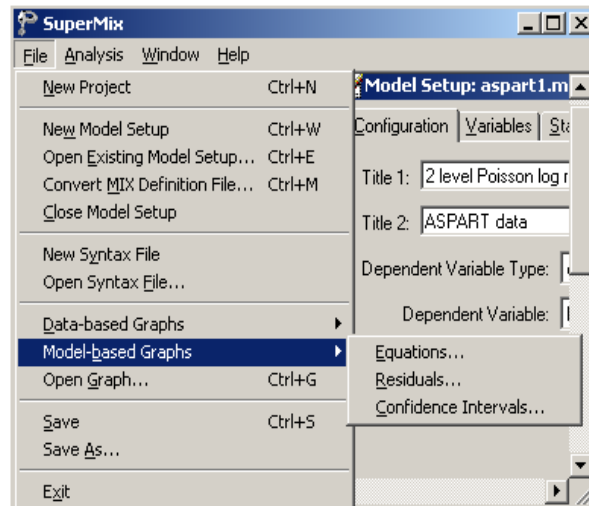 SuperMix
File Analysis Window Help
New Project Ctrl+N
New Model Setup Ctrl+W
Open Existing Model Setup... Ctrl+E
Convert MIX Definition File... Ctrl+M
Close Model Setup
New Syntax File
Open Syntax File...
Data-based Graphs
Model-based Graphs
Open Graph... Ctrl+G
Save Ctrl+S
Save As...
Exit
Model Setup: aspart1.m
Configuration Variables Sta
Title 1: 2 level Poisson log
Title 2: ASPART data
Dependent Variable Type:
Dependent Variable:
Equations...
Residuals...
Confidence Intervals...